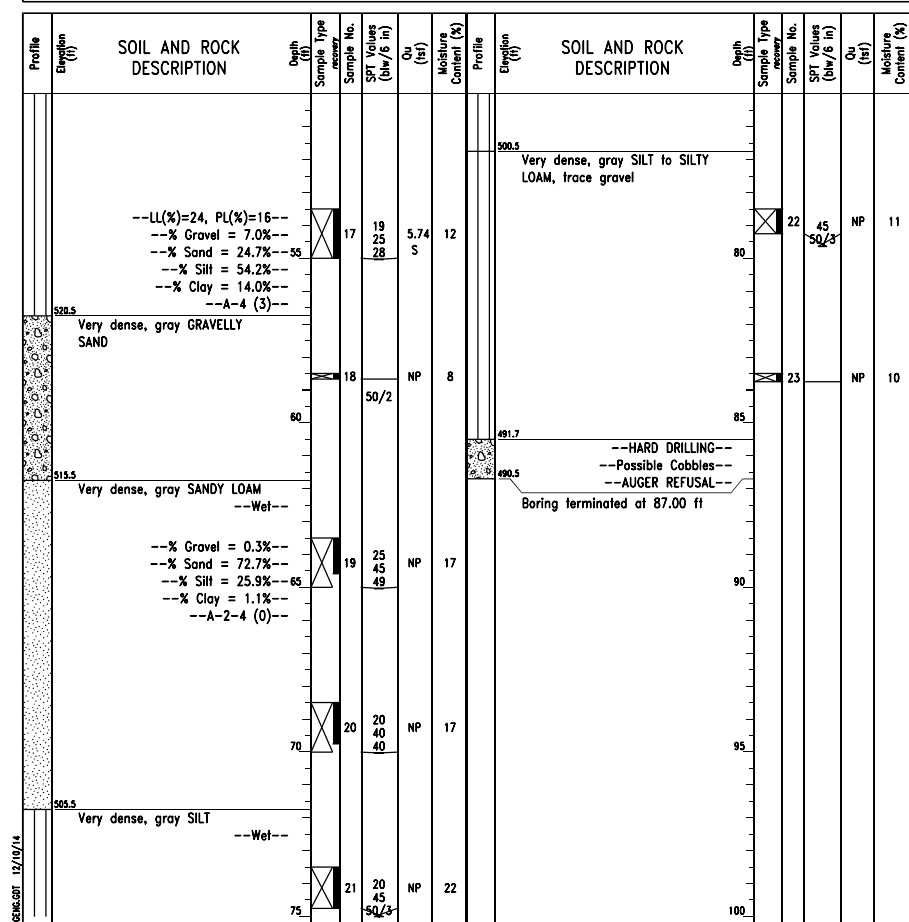 Profile
Elevation (ft)
SOIL AND ROCK
DESCRIPTION
Depth (ft)
Sample Type
recovery
Sample No.
SPT Values
(blw/6 in)
Qu
(tsf)
Moisture
Content (%)
--LL(%)=24, PL(%)=16--
--% Gravel = 7.0%--
--% Sand = 24.7%--
55
--% Silt = 54.2%--
--% Clay = 14.0%--
--A-4 (3)--
17
19
25
28
5.74
S
12
520.5
Very dense, gray GRAVELLY
SAND
18
50/2
NP
8
60
515.5
Very dense, gray SANDY LOAM
--Wet--
--% Gravel = 0.3%--
--% Sand = 72.7%--
--% Silt = 25.9%--
65
--% Clay = 1.1%--
--A-2-4 (0)--
19
25
45
49
NP
17
20
20
40
40
NP
17
70
505.5
Very dense, gray SILT
--Wet--
21
20
45
50/3
NP
22
75
GENG.GDT 12/10/14
Profile
Elevation (ft)
SOIL AND ROCK
DESCRIPTION
Depth (ft)
Sample Type
recovery
Sample No.
SPT Values
(blw/6 in)
Qu
(tsf)
Moisture
Content (%)
500.5
Very dense, gray SILT to SILTY
LOAM, trace gravel
22
45
50/3
NP
11
80
23
NP
10
85
491.7
--HARD DRILLING--
--Possible Cobbles--
490.5
--AUGER REFUSAL--
Boring terminated at 87.00 ft
90
95
100